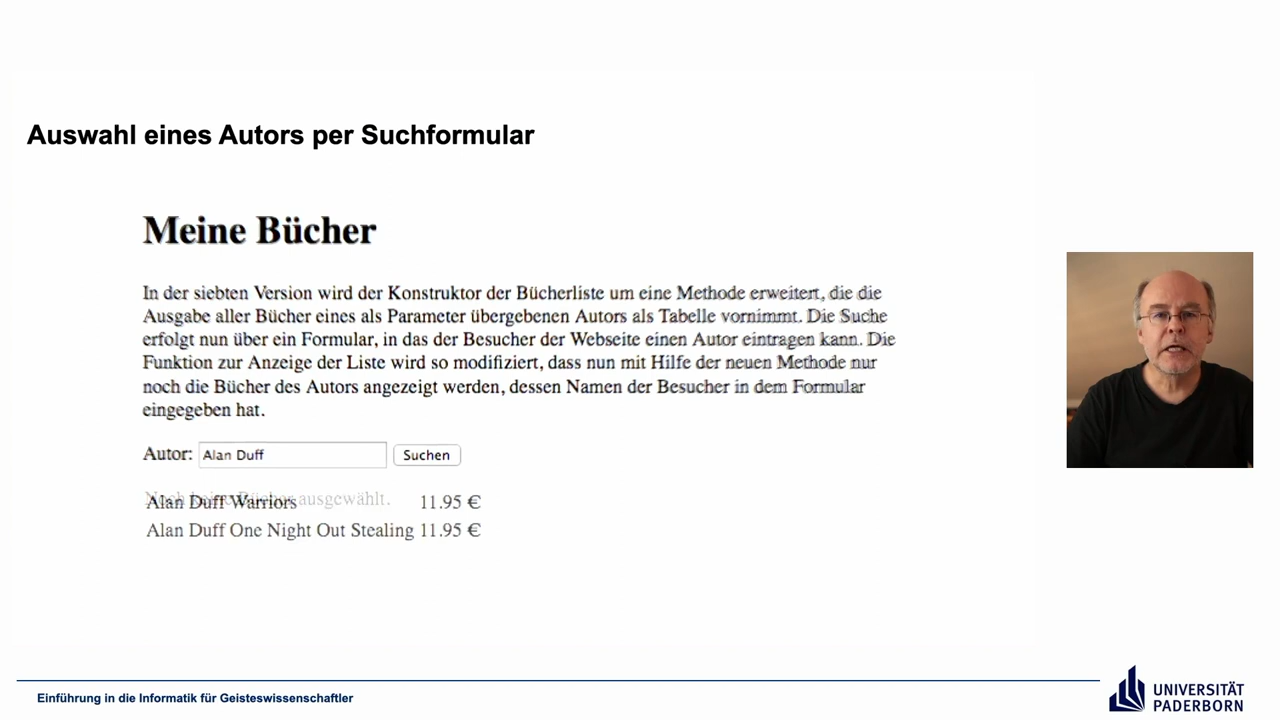 Auswahl eines Autors per Suchformular
Meine Bücher
In der siebten Version wird der Konstruktor der Bücherliste um eine Methode erweitert, die die
Ausgabe aller Bücher eines als Parameter übergebenen Autors als Tabelle vornimmt. Die Suche
erfolgt nun über ein Formular, in das der Besucher der Webseite einen Autor eintragen kann. Die
Funktion zur Anzeige der Liste wird so modifiziert, dass nun mit Hilfe der neuen Methode nur
noch die Bücher des Autors angezeigt werden, dessen Namen der Besucher in dem Formular
eingegeben hat.
Autor: Alan Duff Suchen
ausgewählt.
Alan Duff Warriors 11.95 €
Alan Duff One Night Out Stealing 11.95 €
Einführung in die Informatik für Geisteswissenschaftler
UNIVERSITÄT
PADERBORN